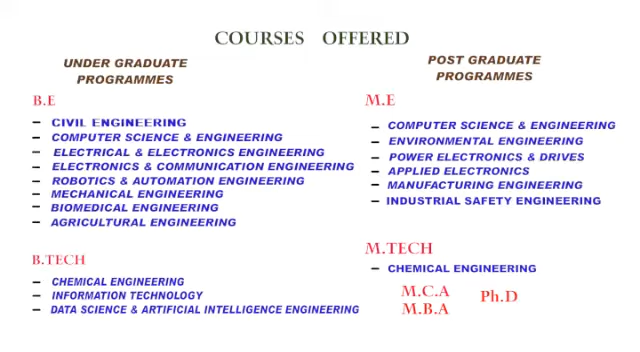 COURSES OFFERED
UNDER GRADUATE
PROGRAMMES
B.E
– CIVIL ENGINEERING
– COMPUTER SCIENCE & ENGINEERING
– ELECTRICAL & ELECTRONICS ENGINEERING
– ELECTRONICS & COMMUNICATION ENGINEERING
– ROBOTICS & AUTOMATION ENGINEERING
– MECHANICAL ENGINEERING
– BIOMEDICAL ENGINEERING
– AGRICULTURAL ENGINEERING
B.TECH
– CHEMICAL ENGINEERING
– INFORMATION TECHNOLOGY
– DATA SCIENCE & ARTIFICIAL INTELLIGENCE ENGINEERING
POST GRADUATE
PROGRAMMES
M.E
– COMPUTER SCIENCE & ENGINEERING
– ENVIRONMENTAL ENGINEERING
– POWER ELECTRONICS & DRIVES
– APPLIED ELECTRONICS
– MANUFACTURING ENGINEERING
– INDUSTRIAL SAFETY ENGINEERING
M.TECH
– CHEMICAL ENGINEERING
M.C.A
M.B.A
Ph.D